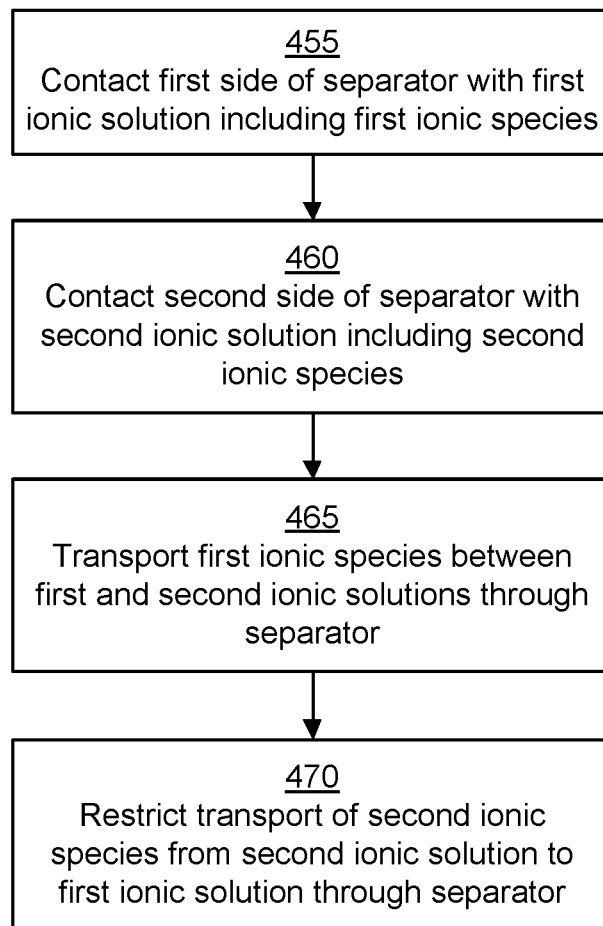 455
Contact first side of separator with first
ionic solution including first ionic species
460
Contact second side of separator with
second ionic solution including second
ionic species
465
Transport first ionic species between
first and second ionic solutions through
separator
470
Restrict transport of second ionic
species from second ionic solution to
first ionic solution through separator